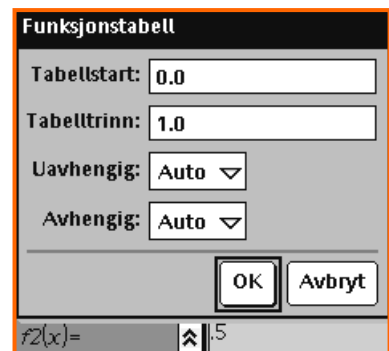 Funksjonstabell
Tabellstart: 0.0
Tabelltrinn: 1.0
Uavhengig: Auto
Avhengig: Auto
OK Avbryt
f2(x)= .5